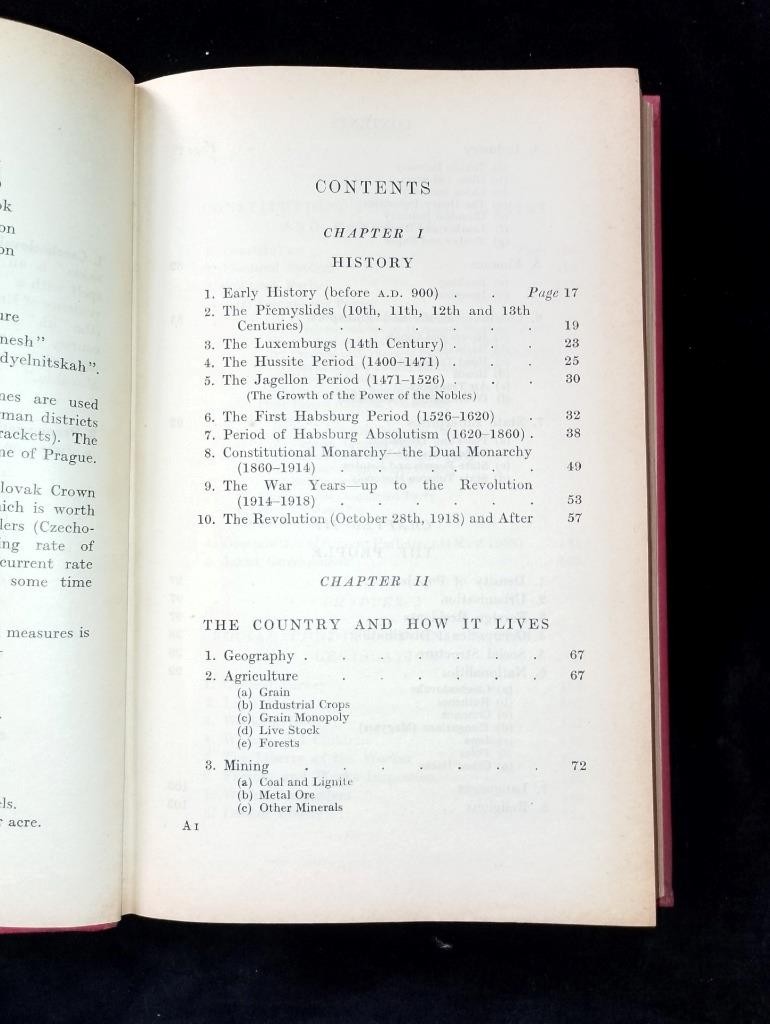 ok
on
on
ure
nesh"
dyelnitskah".
nes are used
man districts
rackets). The
ne of Prague.
lovak Crown
ich is worth
lers (Czecho-
ing rate of
current rate
some time
measures is
ls.
r acre.
CONTENTS
CHAPTER I
HISTORY
1. Early History (before A.D. 900) . . Page 17
2. The Přemyslides (10th, 11th, 12th and 13th
Centuries) . . . . . . 19
3. The Luxemburgs (14th Century) . . . 23
4. The Hussite Period (1400–1471) . . . 25
5. The Jagellon Period (1471–1526) . . . 30
(The Growth of the Power of the Nobles)
6. The First Habsburg Period (1526–1620) . 32
7. Period of Habsburg Absolutism (1620–1860) . 38
8. Constitutional Monarchy—the Dual Monarchy
(1860–1914) . . . . . . 49
9. The War Years—up to the Revolution
(1914–1918) . . . . . . 53
10. The Revolution (October 28th, 1918) and After 57
CHAPTER II
THE COUNTRY AND HOW IT LIVES
1. Geography . . . . . . . 67
2. Agriculture . . . . . . 67
(a) Grain
(b) Industrial Crops
(c) Grain Monopoly
(d) Live Stock
(e) Forests
3. Mining . . . . . . . 72
(a) Coal and Lignite
(b) Metal Ore
(c) Other Minerals
A1